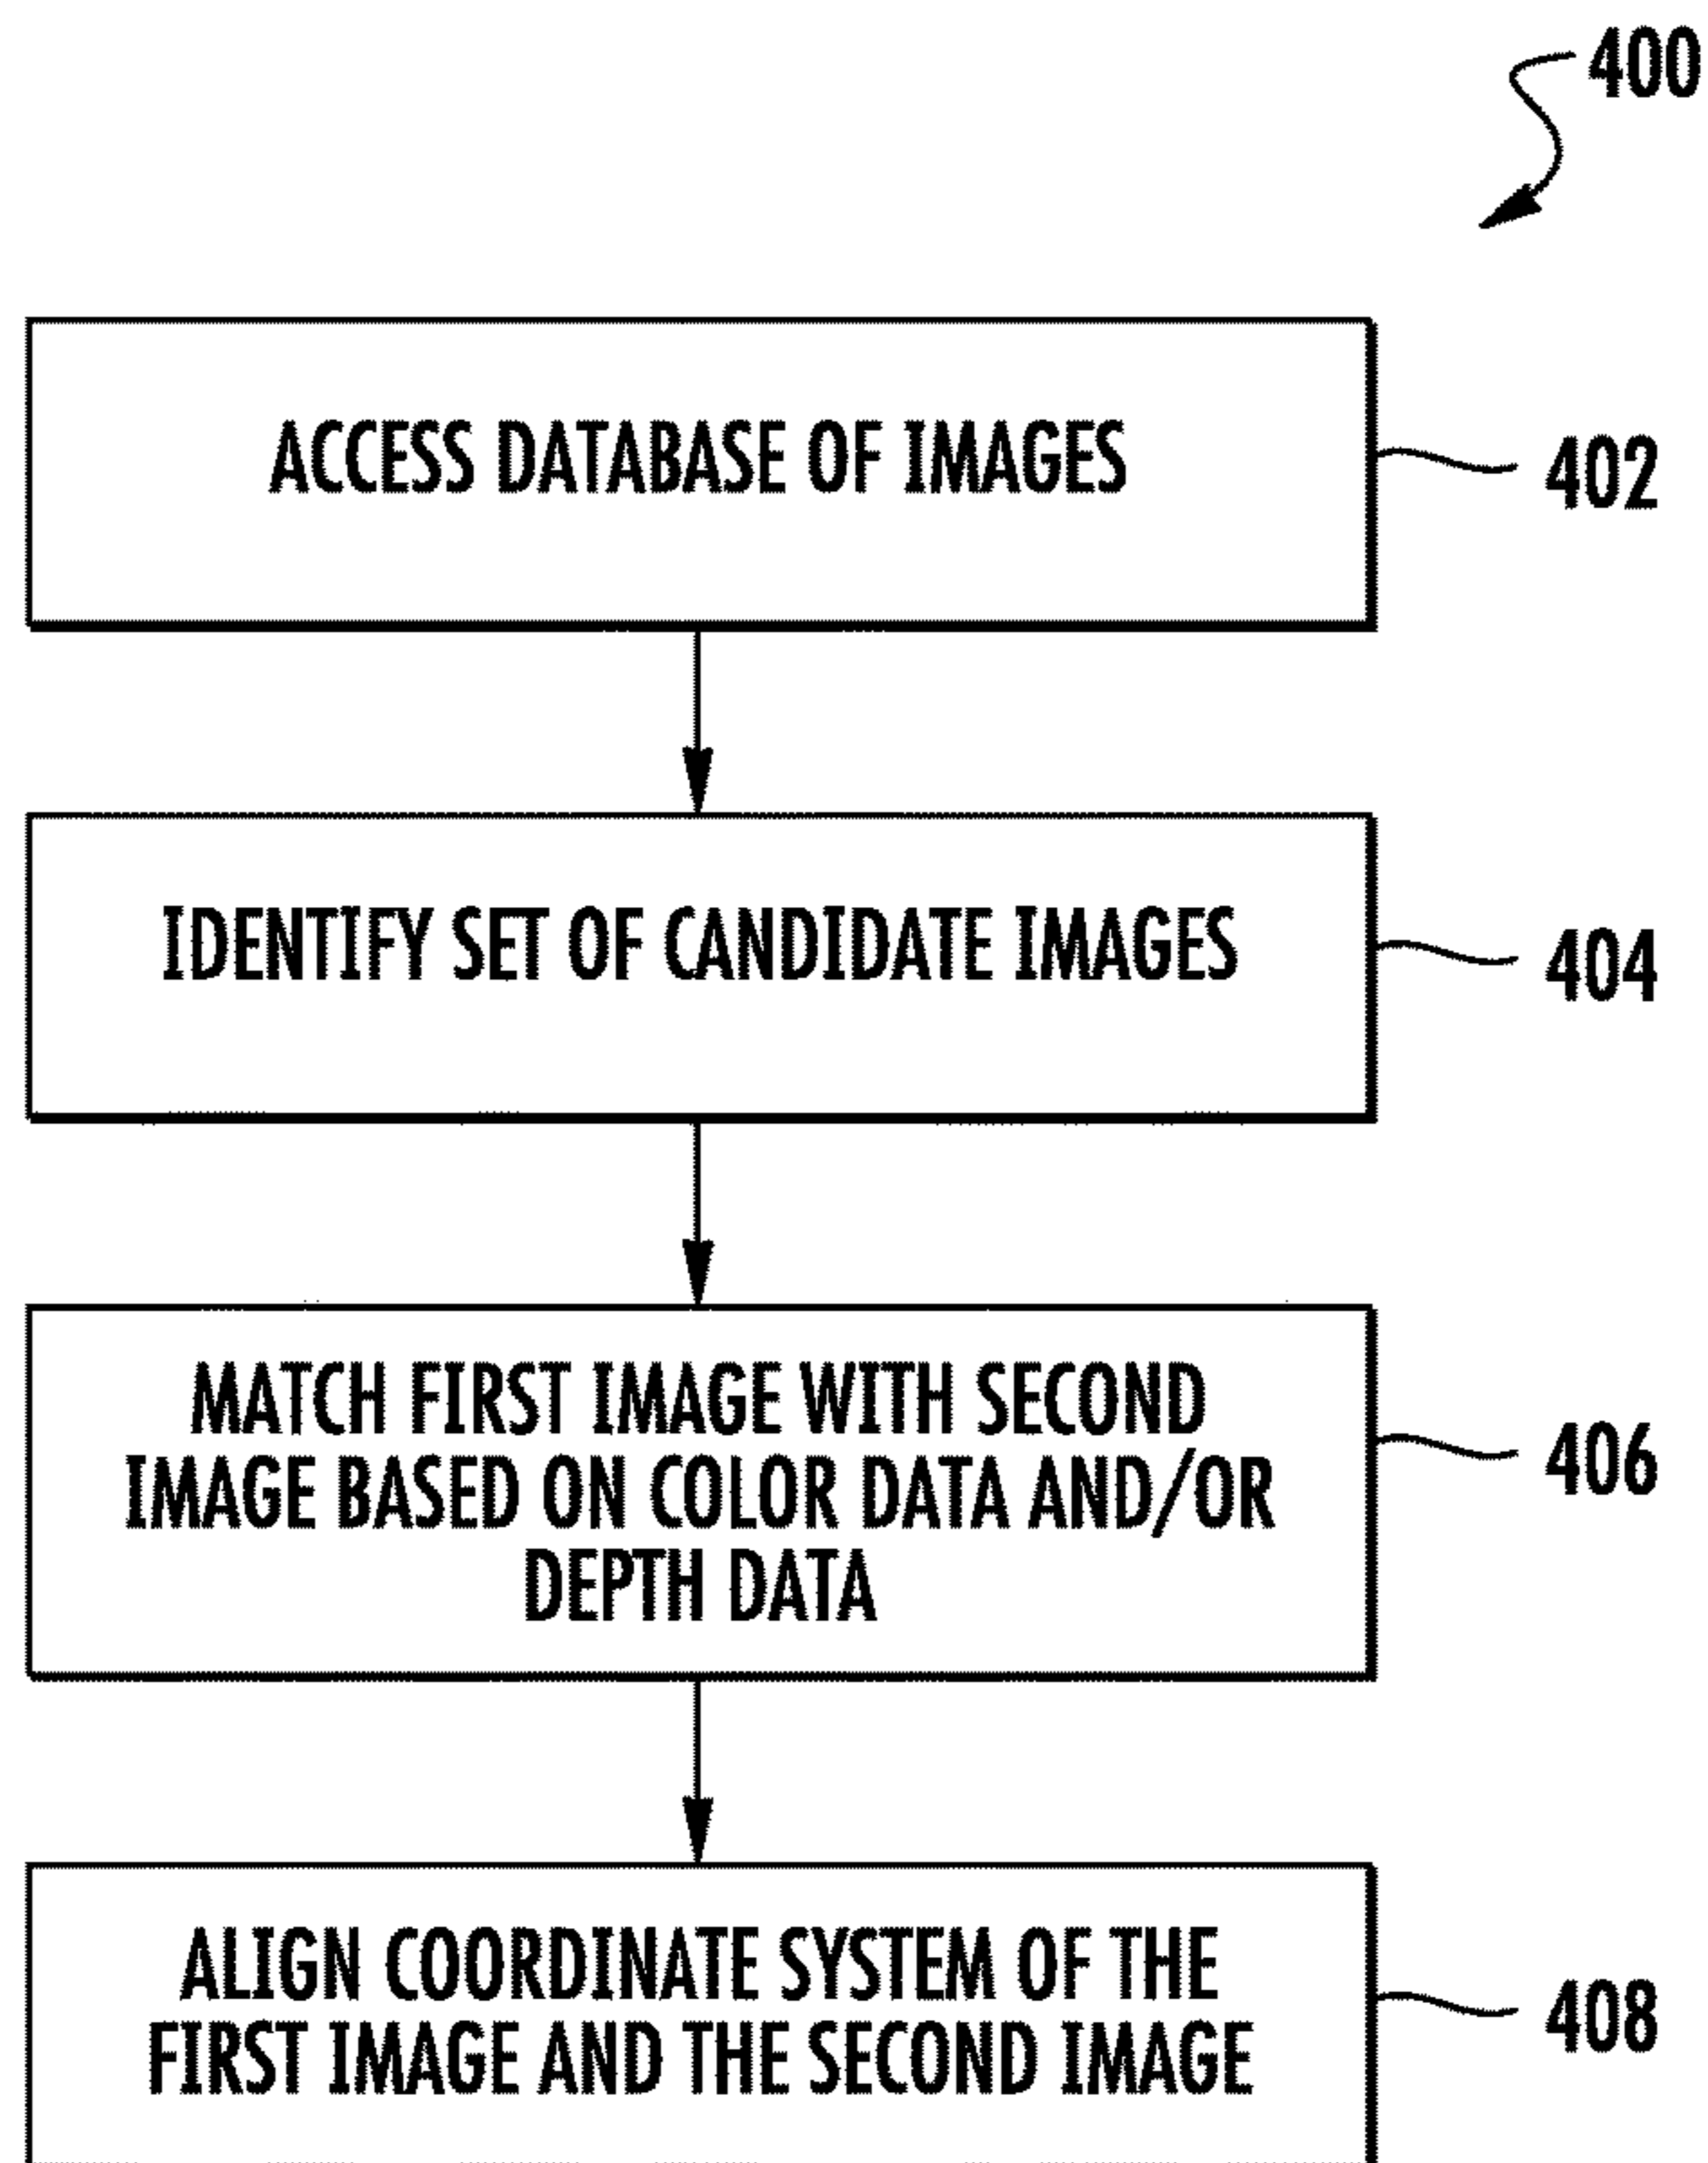 400
ACCESS DATABASE OF IMAGES
402
IDENTIFY SET OF CANDIDATE IMAGES
404
MATCH FIRST IMAGE WITH SECOND
IMAGE BASED ON COLOR DATA AND/OR
DEPTH DATA
406
ALIGN COORDINATE SYSTEM OF THE
FIRST IMAGE AND THE SECOND IMAGE
408